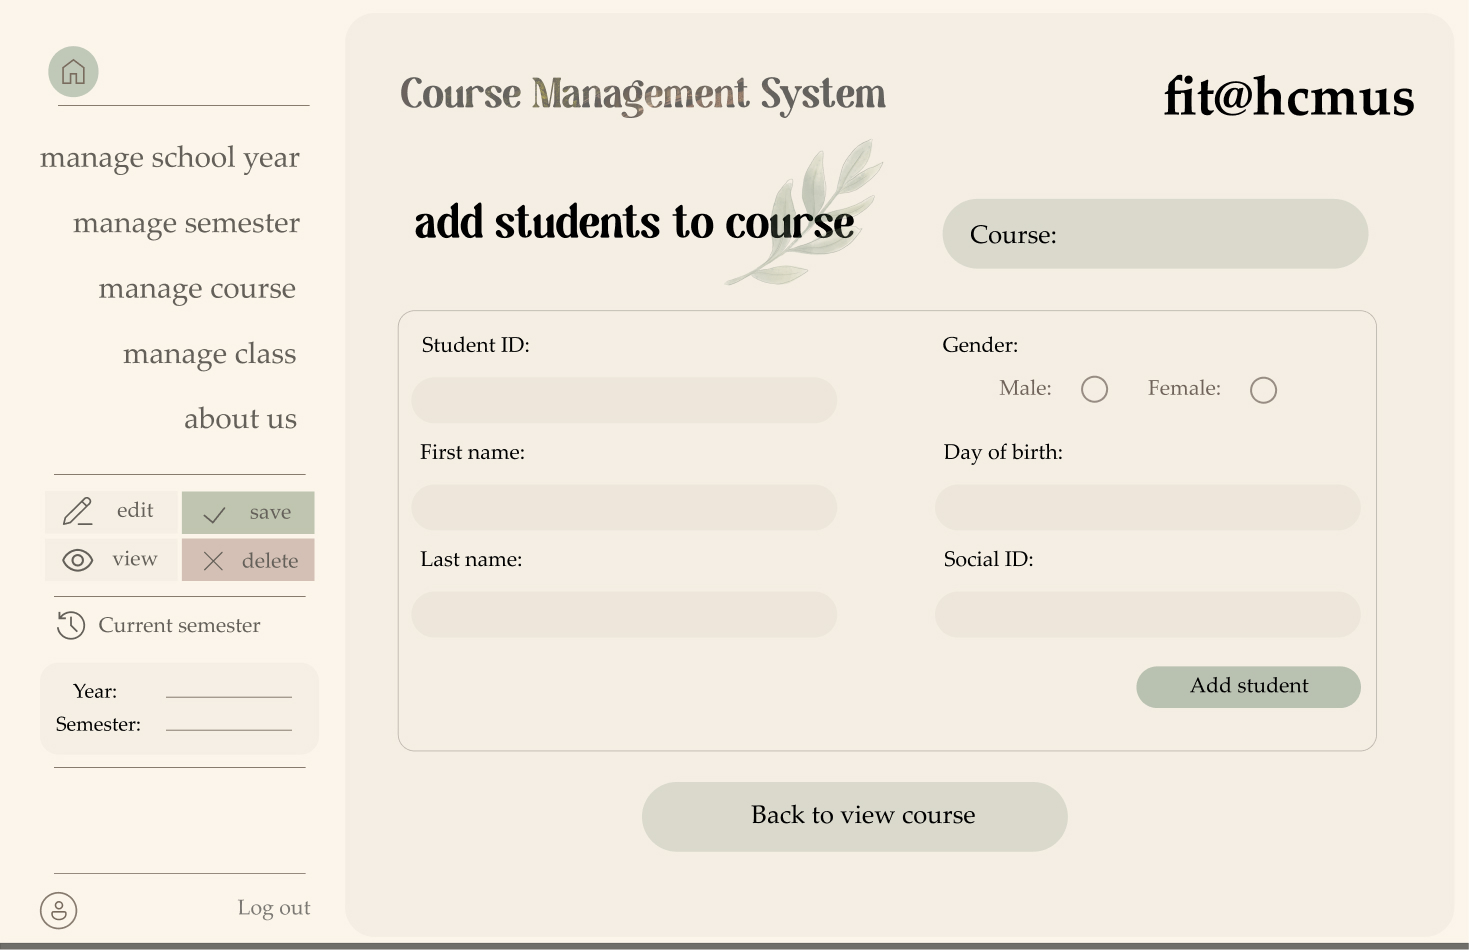 manage school year
manage semester
manage course
manage class
about us
edit
save
view
delete
Current semester
Year:
Semester:
Log out
Course Management System
fit@hcmus
add students to course
Course:
Student ID:
First name:
Last name:
Gender:
Male:
Female:
Day of birth:
Social ID:
Add student
Back to view course